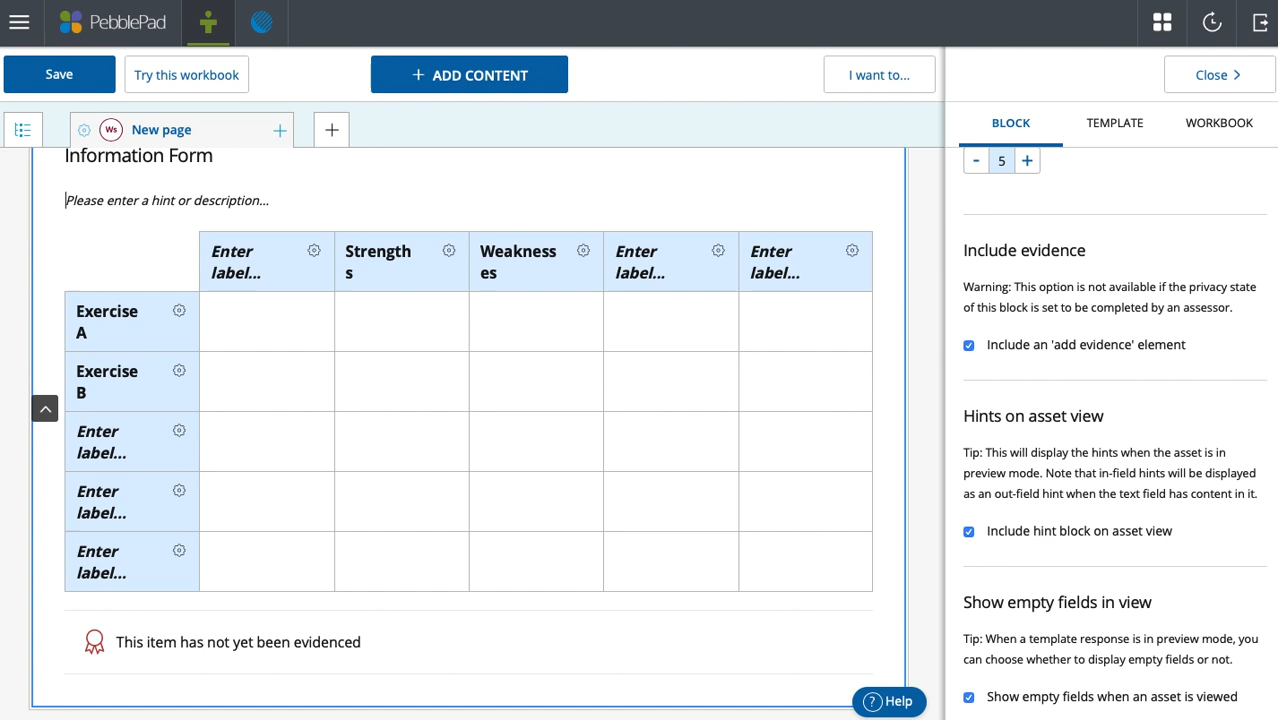 PebblePad
Save
Try this workbook
+ ADD CONTENT
I want to...
Close >
Ws
New page
+
+
BLOCK
TEMPLATE
WORKBOOK
Information Form
Please enter a hint or description...
Enter
label...
Strength
s
Weakness
es
Enter
label...
Enter
label...
Exercise
A
Exercise
B
Enter
label...
Enter
label...
Enter
label...
This item has not yet been evidenced
? Help
- 5 +
Include evidence
Warning: This option is not available if the privacy state
of this block is set to be completed by an assessor.
Include an 'add evidence' element
Hints on asset view
Tip: This will display the hints when the asset is in
preview mode. Note that in-field hints will be displayed
as an out-field hint when the text field has content in it.
Include hint block on asset view
Show empty fields in view
Tip: When a template response is in preview mode, you
can choose whether to display empty fields or not.
Show empty fields when an asset is viewed